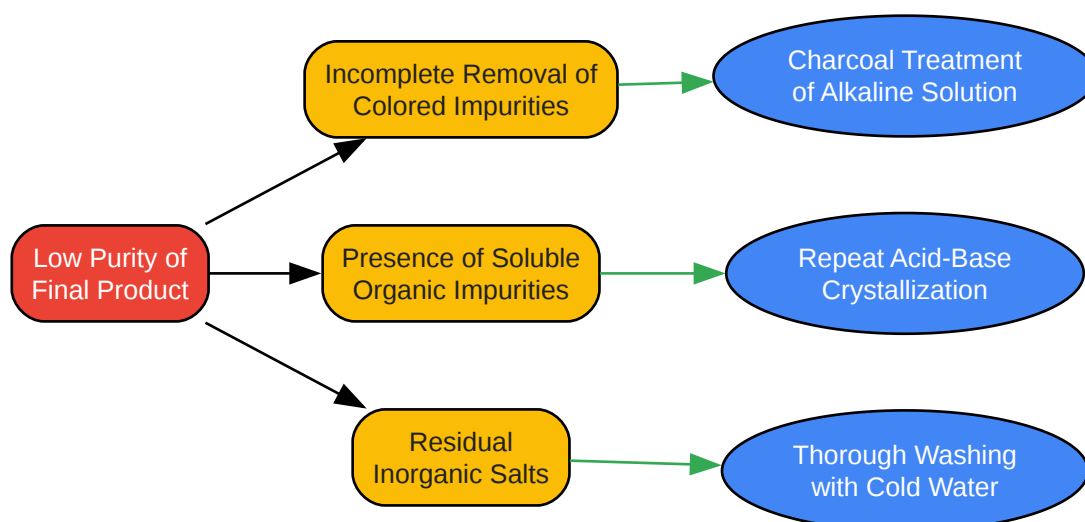 Incomplete Removal of
Colored Impurities
Charcoal Treatment
of Alkaline Solution
Low Purity of
Final Product
Presence of Soluble
Organic Impurities
Repeat Acid-Base
Crystallization
Residual
Inorganic Salts
Thorough Washing
with Cold Water